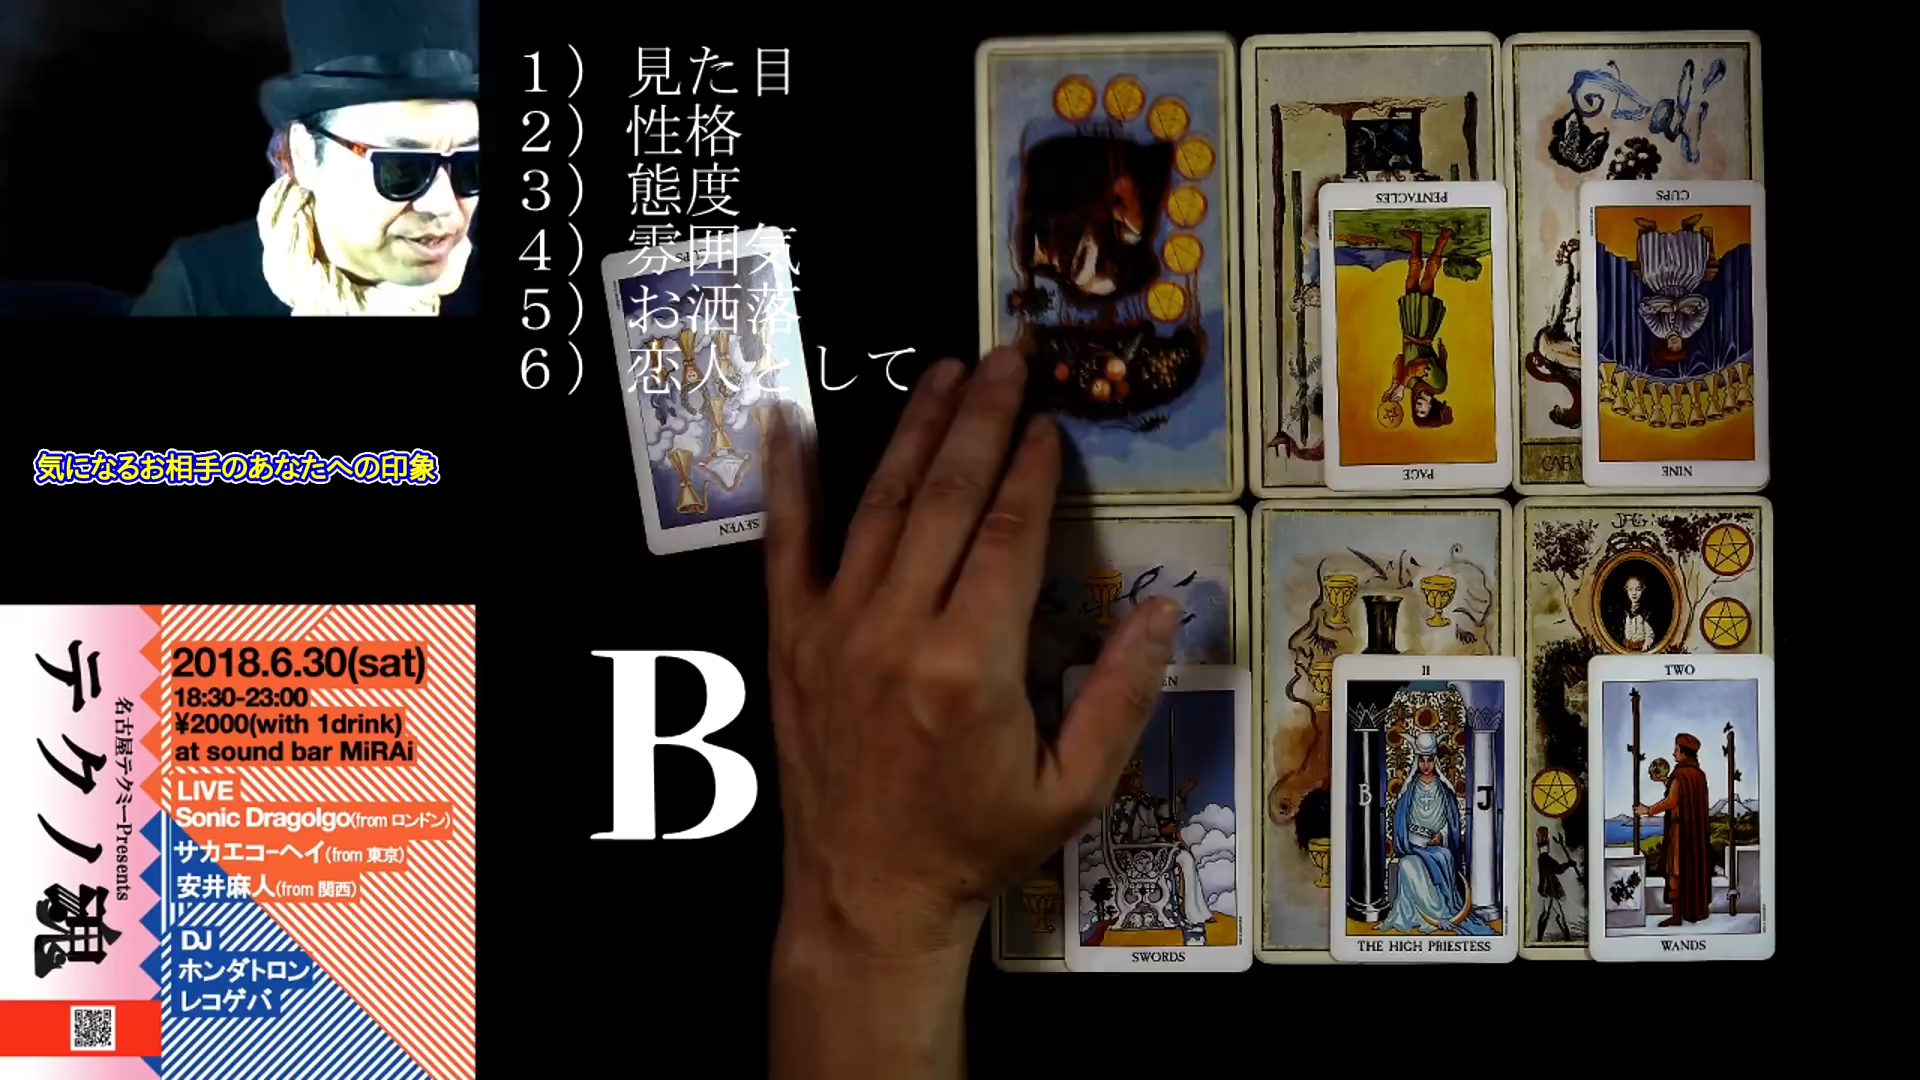 1） 見た目
2） 性格
3） 態度
4） 雰囲気
5） お洒落
6） 恋人として
気になるお相手のあなたへの印象
テクノ魂
名古屋テクミーPresents
2018.6.30(sat)
18:30-23:00
¥2000(with 1drink)
at sound bar MiRAi
LIVE
Sonic Dragolgo(from ロンドン)
サカエコーヘイ(from 東京)
安井麻人(from 関西)
DJ
ホンダトロン
レコゲバ
B
CUPS
SEVEN
PENTACLES
PAGE
Dalí
CUPS
NINE
SWORDS
II
B
J
THE HIGH PRIESTESS
TWO
WANDS